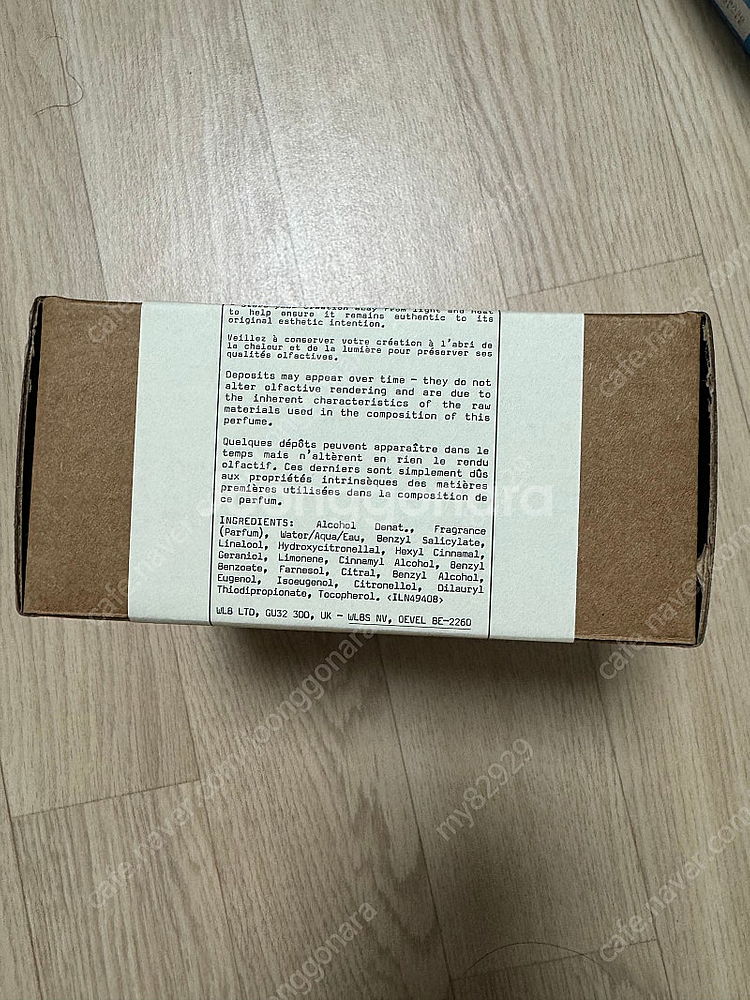 to help ensure it remains authentic to its
original esthetic intention.
Veillez à conserver votre création à l'abri de
la chaleur et de la lumière pour préserver ses
qualités olfactives.
Deposits may appear over time – they do not
alter olfactive rendering and are due to
the inherent characteristics of the raw
materials used in the composition of this
perfume.
Quelques dépôts peuvent apparaître dans le
temps mais n'altèrent en rien le rendu
olfactif. Ces derniers sont simplement dûs
aux propriétés intrinsèques des matières
premières utilisées dans la composition de
ce parfum.
INGREDIENTS: Alcohol Denat., Fragrance
(Parfum), Water/Aqua/Eau, Benzyl Salicylate,
Linalool, Hydroxycitronellal, Hexyl Cinnamal,
Geraniol, Limonene, Cinnamyl Alcohol, Benzyl
Benzoate, Farnesol, Citral, Benzyl Alcohol,
Eugenol, Isoeugenol, Citronellol, Dilauryl
Thiodipropionate, Tocopherol. <ILN4940B>
WLB LTD, GU32 3QO, UK – WLBS NV, OEVEL BE-2260
joonggonara
my82929
cafe.naver.com/joonggonara